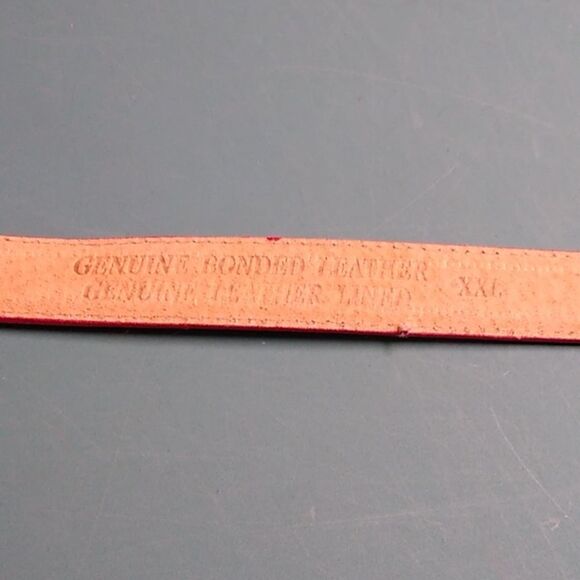 GENUINE BONDED LEATHER XXL
GENUINE LEATHER LINED